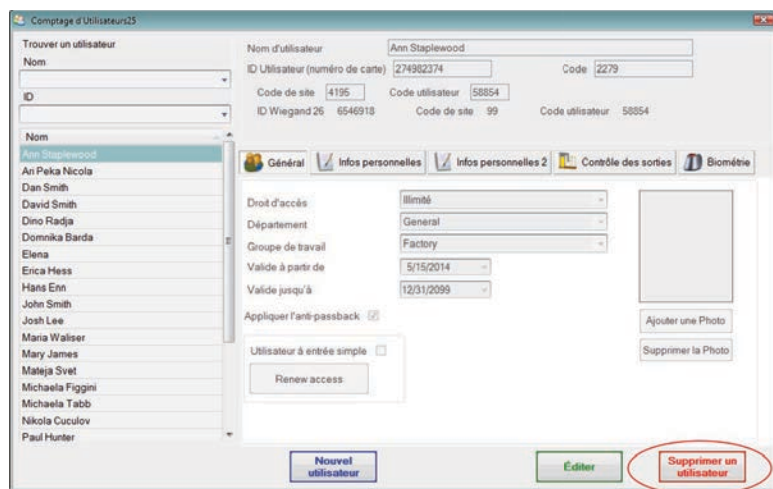 Comptage d'Utilisateurs25
Trouver un utilisateur
Nom
ID
Nom
Ann Staplewood
Ari Peka Nicola
Dan Smith
David Smith
Dino Radja
Domnika Barda
Elena
Erica Hess
Hans Enn
John Smith
Josh Lee
Maria Waliser
Mary James
Mateja Svet
Michaela Figgini
Michaela Tabb
Nikola Cuculov
Paul Hunter
Nom d'utilisateur Ann Staplewood
ID Utilisateur (numéro de carte) 274982374 Code 2279
Code de site 4195 Code utilisateur 58854
ID Wiegand 26 6546918 Code de site 99 Code utilisateur 58854
Général Infos personnelles Infos personnelles 2 Contrôle des sorties Biométrie
Droit d'accès Illimité
Département General
Groupe de travail Factory
Valide à partir de 5/15/2014
Valide jusqu'à 12/31/2099
Appliquer l'anti-passback
Utilisateur à entrée simple
Renew access
Ajouter une Photo
Supprimer la Photo
Nouvel
utilisateur
Éditer
Supprimer un
utilisateur